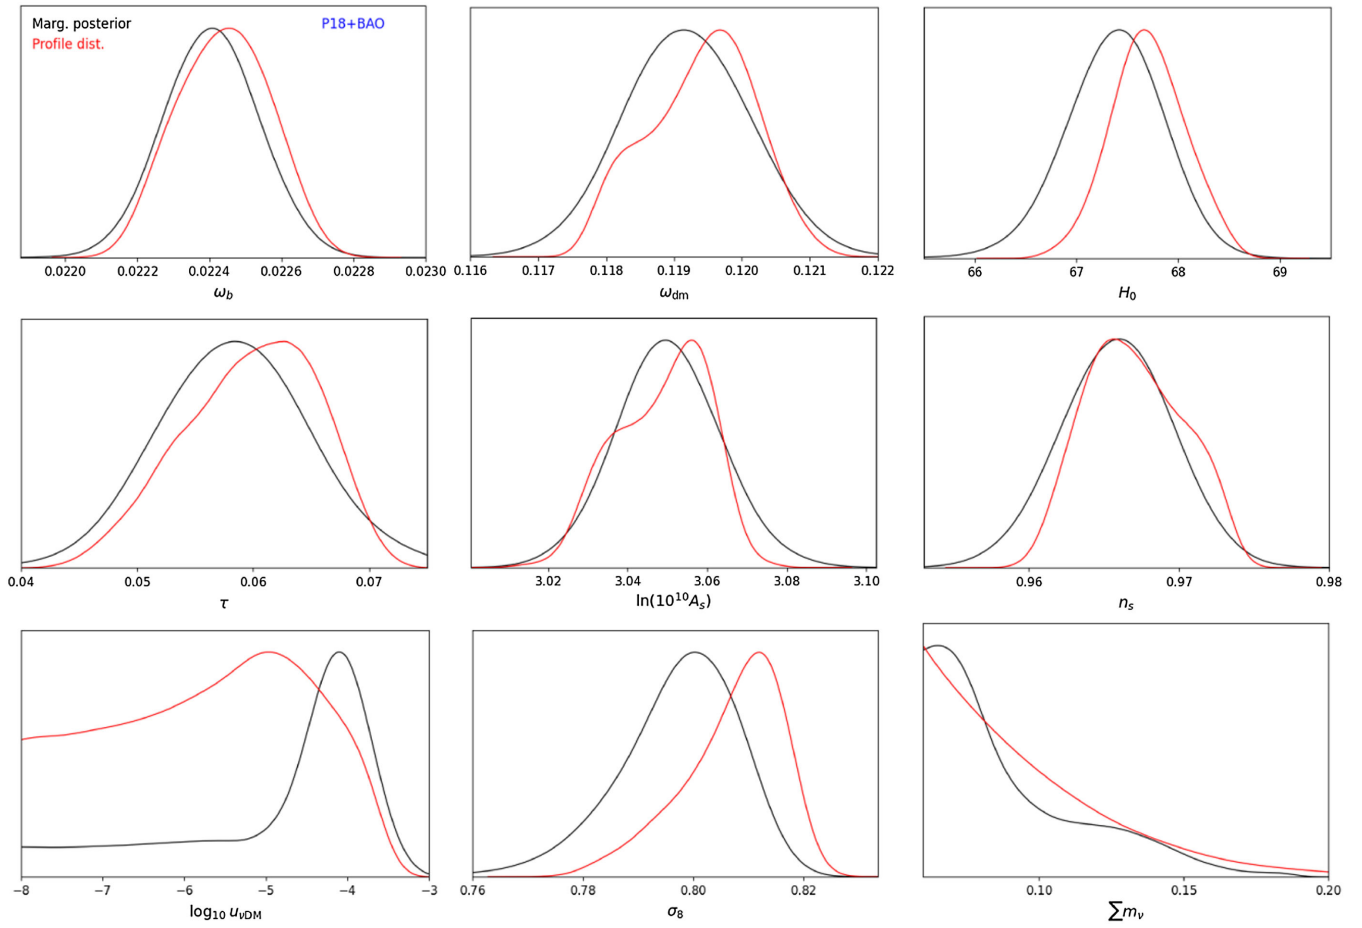 Marg. posterior
P18+BAO
Profile dist.
0.0220 0.0222 0.0224 0.0226 0.0228 0.0230
ω_b
0.116 0.117 0.118 0.119 0.120 0.121 0.122
ω_dm
66 67 68 69
H_0
0.04 0.05 0.06 0.07
τ
3.02 3.04 3.06 3.08 3.10
ln(10^{10}A_s)
0.96 0.97 0.98
n_s
−8 −7 −6 −5 −4 −3
log_{10} u_{νDM}
0.76 0.78 0.80 0.82
σ_8
0.10 0.15 0.20
∑m_ν